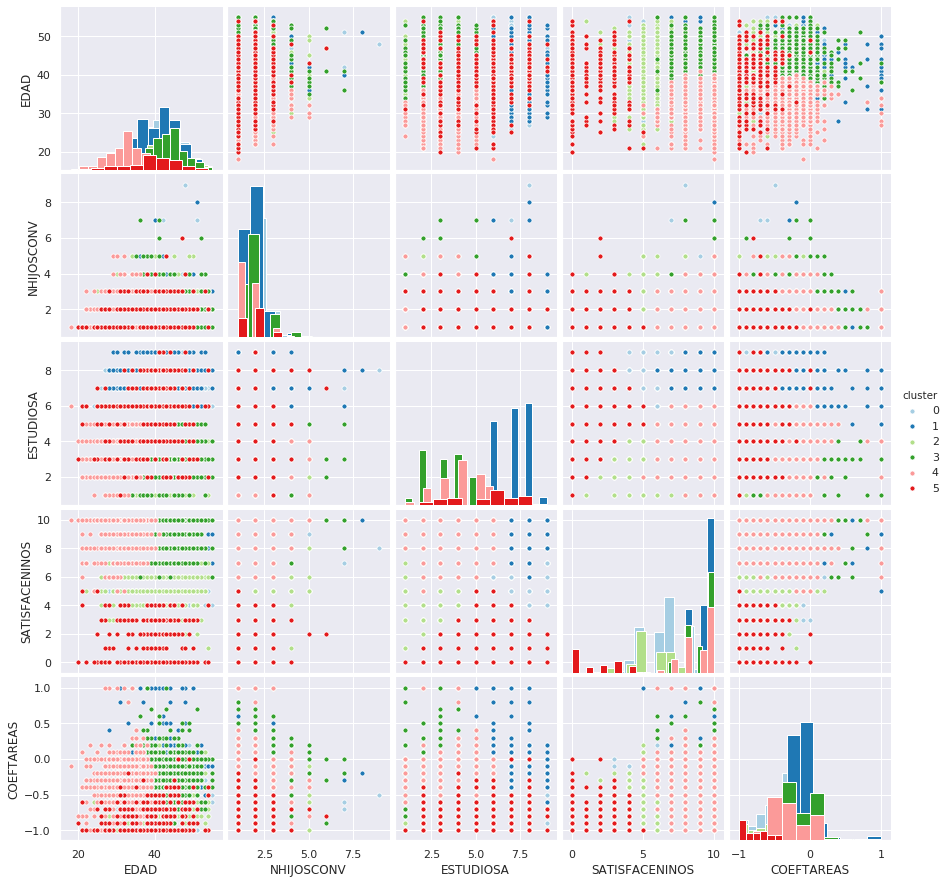 EDAD
50
40
30
20
NHIJOSCONV
8
6
4
2
ESTUDIOSA
8
6
4
2
cluster
0
1
2
3
4
5
SATISFACENINOS
10
8
6
4
2
0
COEFTAREAS
1.0
0.5
0.0
−0.5
−1.0
20 40
2.5 5.0 7.5
2.5 5.0 7.5
0 5 10
−1 0 1
EDAD
NHIJOSCONV
ESTUDIOSA
SATISFACENINOS
COEFTAREAS